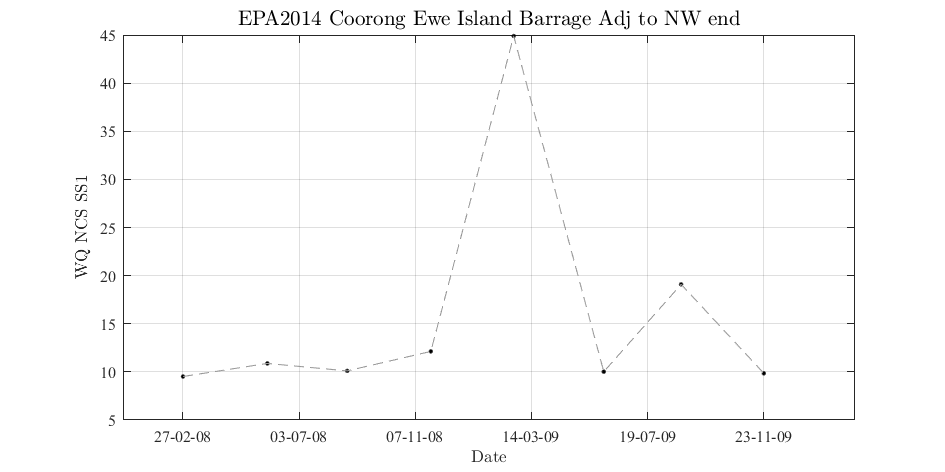 EPA2014 Coorong Ewe Island Barrage Adj to NW end
WQ NCS SS1
45
40
35
30
25
20
15
10
5
27-02-08 03-07-08 07-11-08 14-03-09 19-07-09 23-11-09
Date